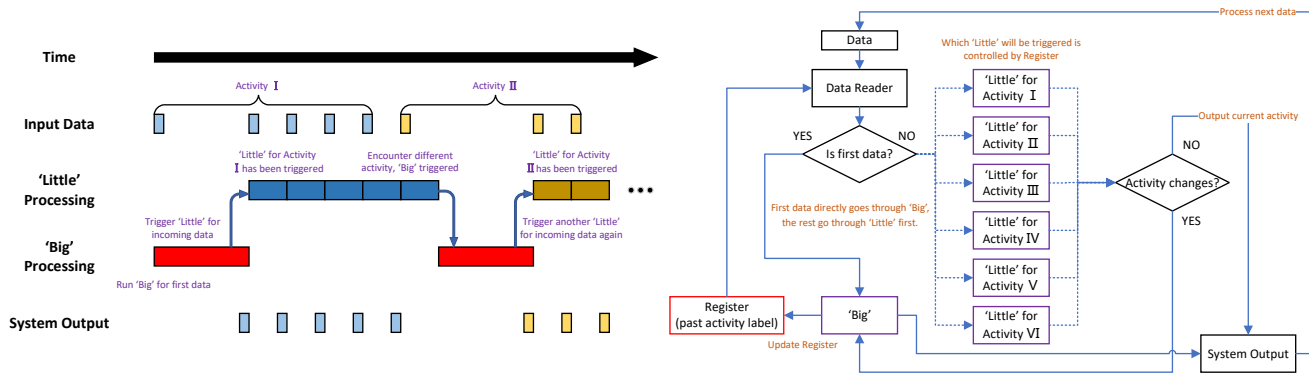 Time
Activity Ⅰ
Activity Ⅱ
Input Data
'Little' for Activity
Ⅰ has been triggered
Encounter different
activity, 'Big' triggered
'Little' for Activity
Ⅱ has been triggered
'Little'
Processing
Trigger 'Little' for
incoming data
Trigger another 'Little'
for incoming data again
'Big'
Processing
Run 'Big' for first data
System Output
Process next data
Data
Which 'Little' will be triggered is
controlled by Register
Data Reader
'Little' for
Activity Ⅰ
Output current activity
YES
NO
Is first data?
'Little' for
Activity Ⅱ
NO
'Little' for
Activity Ⅲ
Activity changes?
First data directly goes through 'Big',
the rest go through 'Little' first.
YES
'Little' for
Activity Ⅳ
'Little' for
Activity Ⅴ
Register
(past activity label)
'Big'
'Little' for
Activity Ⅵ
Update Register
System Output